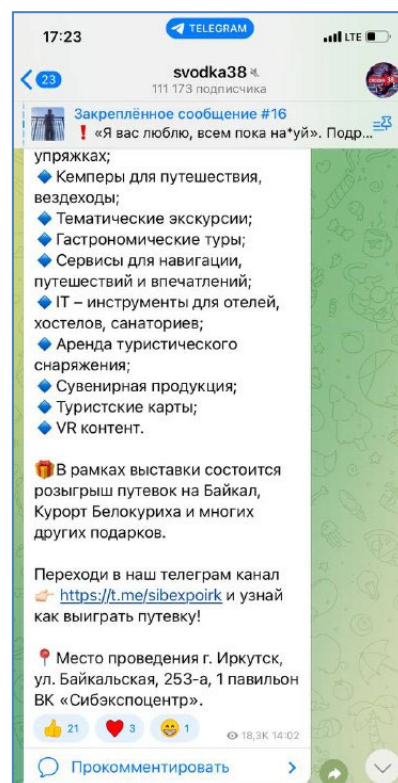 17:23
TELEGRAM
LTE
23
svodka38
111 173 подписчика
Закреплённое сообщение #16
❗ «Я вас люблю, всем пока на*уй». Подр...
упряжках;
🔹 Кемперы для путешествия,
вездеходы;
🔹 Тематические экскурсии;
🔹 Гастрономические туры;
🔹 Сервисы для навигации,
путешествий и впечатлений;
🔹 IT – инструменты для отелей,
хостелов, санаториев;
🔹 Аренда туристического
снаряжения;
🔹 Сувенирная продукция;
🔹 Туристские карты;
🔹 VR контент.
🎁В рамках выставки состоится
розыгрыш путевок на Байкал,
Курорт Белокуриха и многих
других подарков.
Переходи в наш телеграм канал
👉🏻 https://t.me/sibexpoirk и узнай
как выиграть путевку!
📍 Место проведения г. Иркутск,
ул. Байкальская, 253-а, 1 павильон
ВК «Сибэкспоцентр».
👍 21 ❤️ 3 😁 1 18,3K 14:02
Прокомментировать